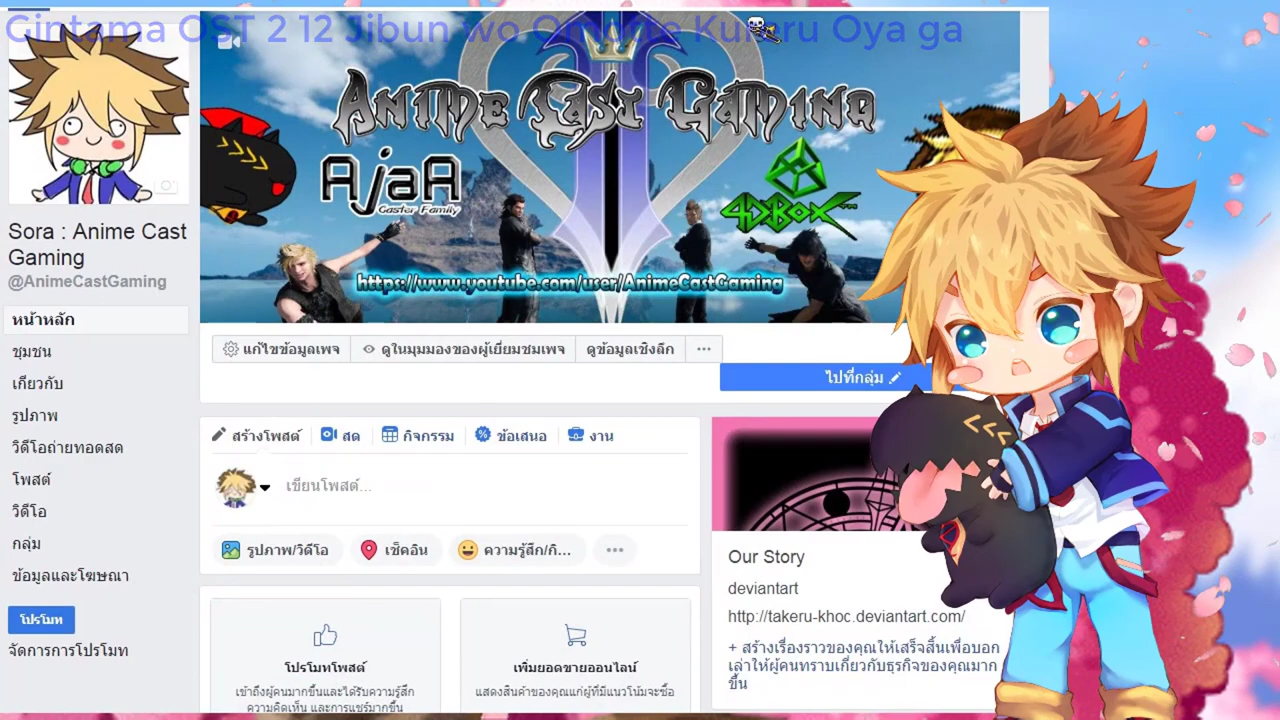 Gintama OST 2 12 Jibun wo Omotte Kureru Oya ga
Anime Cast Gaming
AjaA
Caster Family
4DBox
https://www.youtube.com/user/AnimeCastGaming
Sora : Anime Cast
Gaming
@AnimeCastGaming
หน้าหลัก
ชุมชน
เกี่ยวกับ
รูปภาพ
วิดีโอถ่ายทอดสด
โพสต์
วิดีโอ
กลุ่ม
ข้อมูลและโฆษณา
โปรโมท
จัดการการโปรโมท
แก้ไขข้อมูลเพจ
ดูในมุมมองของผู้เยี่ยมชมเพจ
ดูข้อมูลเชิงลึก
ไปที่กลุ่ม
สร้างโพสต์
สด
กิจกรรม
ข้อเสนอ
งาน
เขียนโพสต์...
รูปภาพ/วิดีโอ
เช็คอิน
ความรู้สึก/กิ...
โปรโมทโพสต์
เข้าถึงผู้คนมากขึ้นและได้รับความรู้สึก
ความคิดเห็น และการแชร์มากขึ้น
เพิ่มยอดขายออนไลน์
แสดงสินค้าของคุณแก่ผู้ที่มีแนวโน้มจะซื้อ
Our Story
deviantart
http://takeru-khoc.deviantart.com/
+ สร้างเรื่องราวของคุณให้เสร็จสิ้นเพื่อบอก
เล่าให้ผู้คนทราบเกี่ยวกับธุรกิจของคุณมาก
ขึ้น